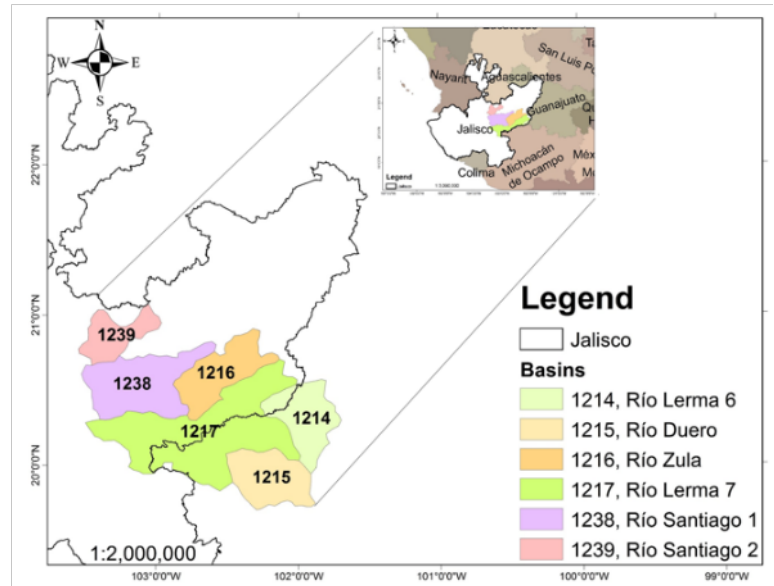 N
W E
S
22°0'0"N
21°0'0"N
20°0'0"N
103°0'0"W 102°0'0"W 101°0'0"W 100°0'0"W 99°0'0"W
1:2,000,000
1239
1238
1216
1217
1214
1215
Nayarit
Aguascalientes
San Luis Po
Guanajuato
Jalisco
Colima
Michoacán
de Ocampo
Méx
Legend
Jalisco
Legend
Jalisco
Basins
1214, Río Lerma 6
1215, Río Duero
1216, Río Zula
1217, Río Lerma 7
1238, Río Santiago 1
1239, Río Santiago 2